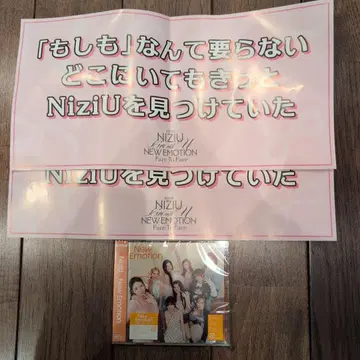 「もしも」なんて要らない
どこにいてもきっと
NiziUを見つけていた
NIZIU
NEW EMOTION
Face To Face
NiziUを見つけていた
NIZIU
NEW EMOTION
Face To Face
New
Emotion
NiziU New Emotion